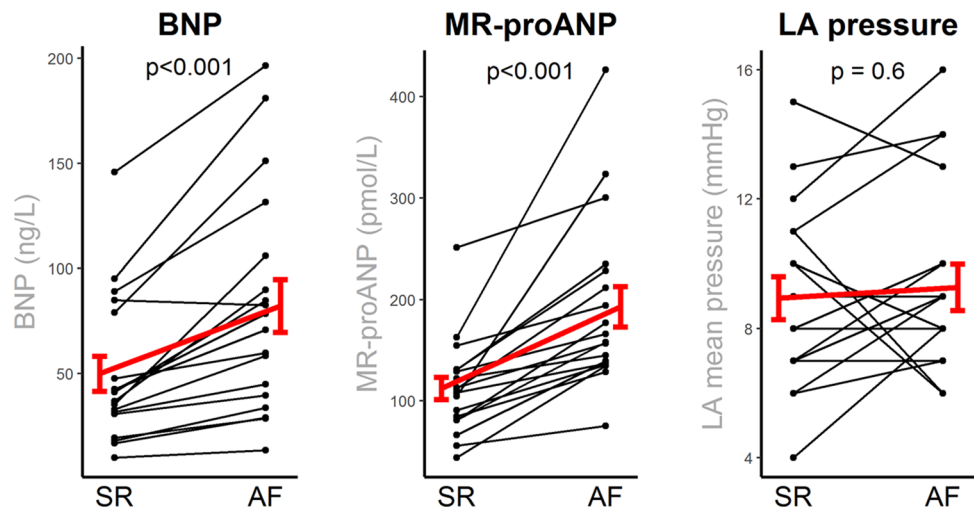 BNP
p<0.001
BNP (ng/L)
200
150
100
50
SR AF
MR-proANP
p<0.001
MR-proANP (pmol/L)
400
300
200
100
SR AF
LA pressure
p = 0.6
LA mean pressure (mmHg)
16
12
8
4
SR AF